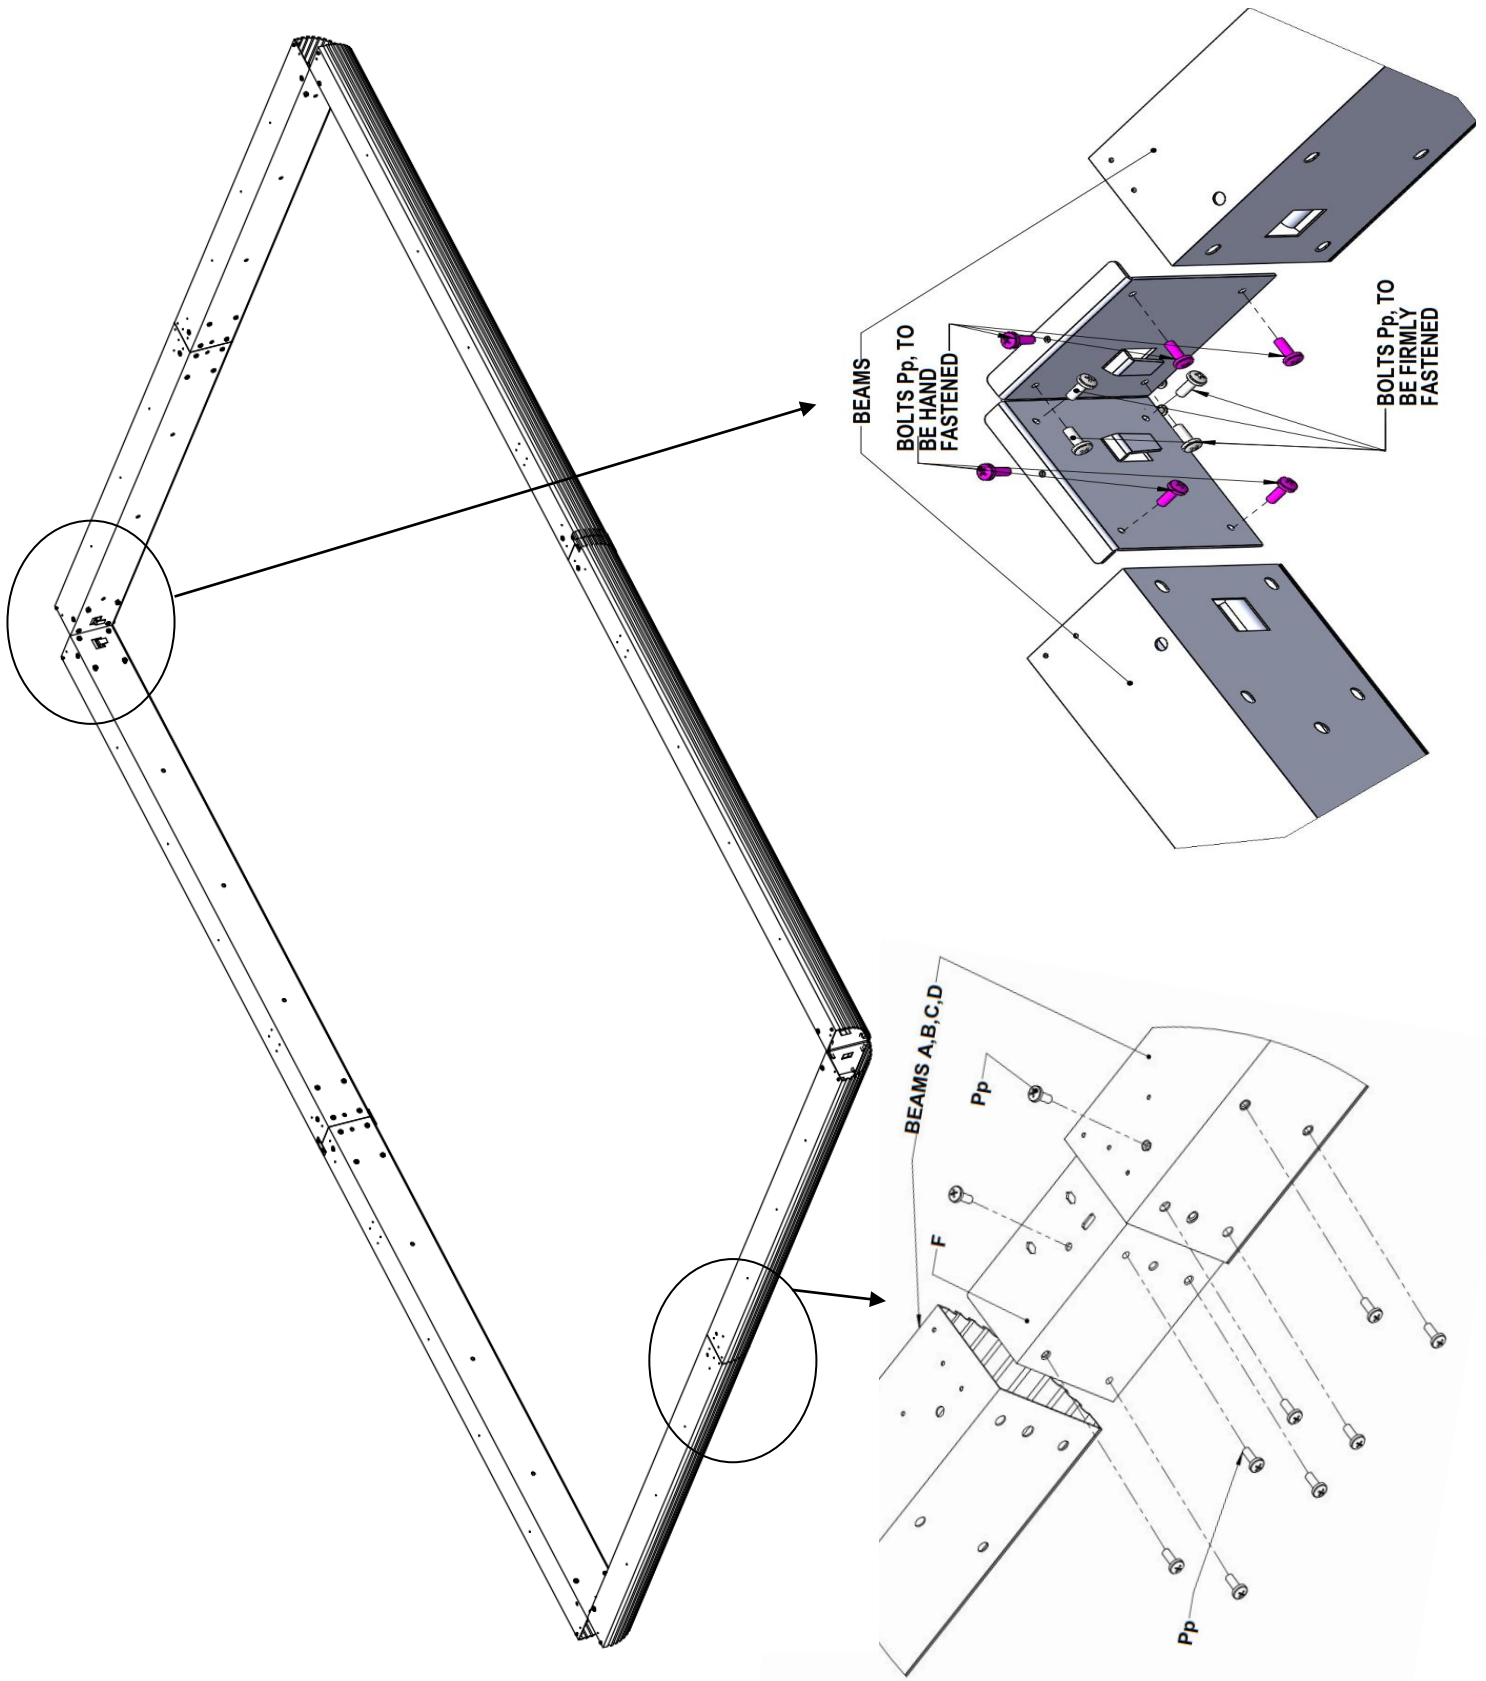 BEAMS
BOLTS Pp, TO
BE HAND
FASTENED
BOLTS Pp, TO
BE FIRMLY
FASTENED
BEAMS A,B,C,D
Pp
F
Pp